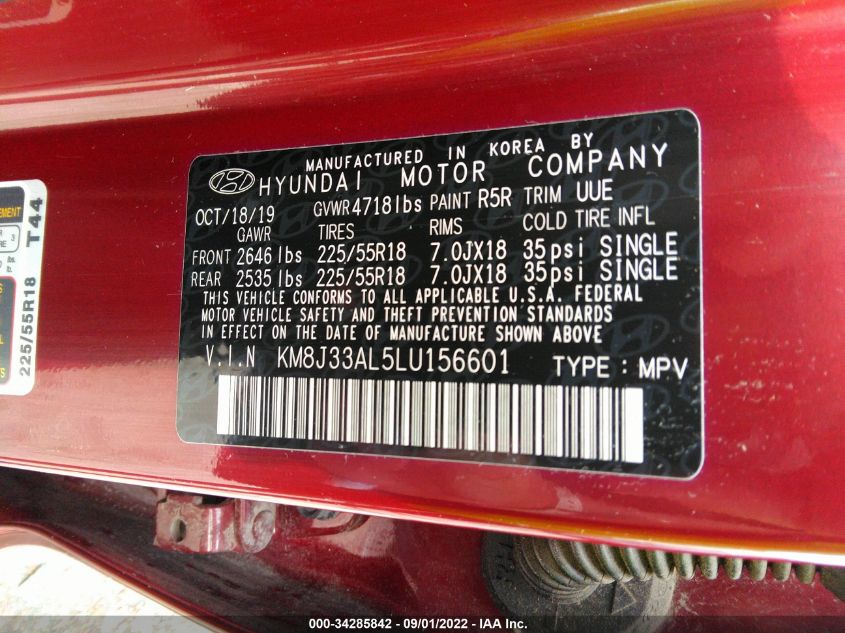 MANUFACTURED IN KOREA BY
HYUNDAI MOTOR COMPANY
OCT/18/19 GVWR 4718 lbs PAINT R5R TRIM UUE
GAWR TIRES RIMS COLD TIRE INFL
FRONT 2646 lbs 225/55R18 7.0JX18 35psi SINGLE
REAR 2535 lbs 225/55R18 7.0JX18 35psi SINGLE
THIS VEHICLE CONFORMS TO ALL APPLICABLE U.S.A. FEDERAL
MOTOR VEHICLE SAFETY AND THEFT PREVENTION STANDARDS
IN EFFECT ON THE DATE OF MANUFACTURE SHOWN ABOVE
V.I.N KM8J33AL5LU156601 TYPE : MPV
225/55R18 T44
000-34285842 - 09/01/2022 - IAA Inc.